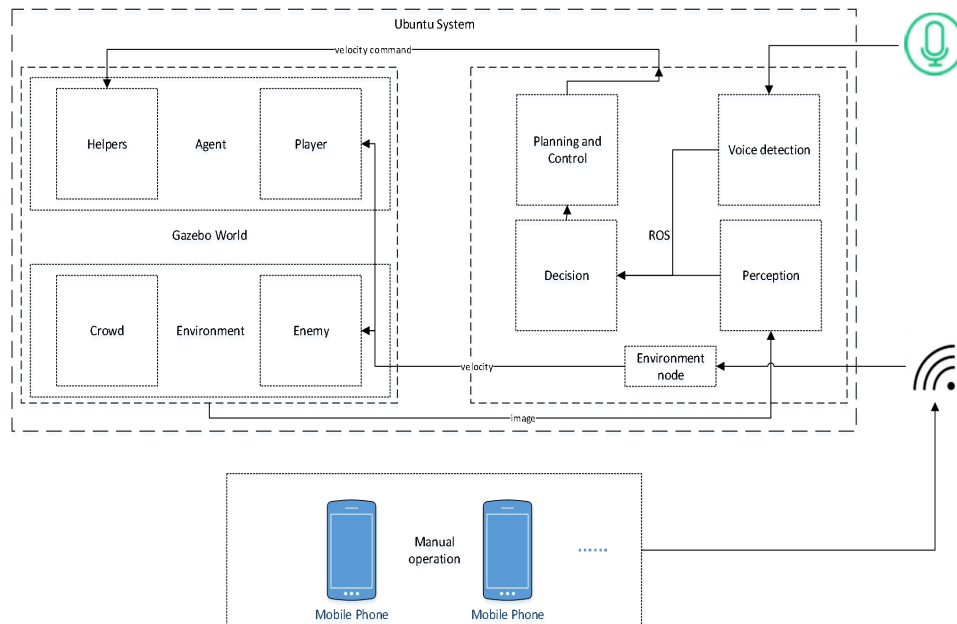 Ubuntu System
velocity command
Helpers
Agent
Player
Planning and
Control
Voice detection
Gazebo World
ROS
Decision
Perception
Crowd
Environment
Enemy
Environment
node
velocity
Image
Manual
operation
......
Mobile Phone
Mobile Phone